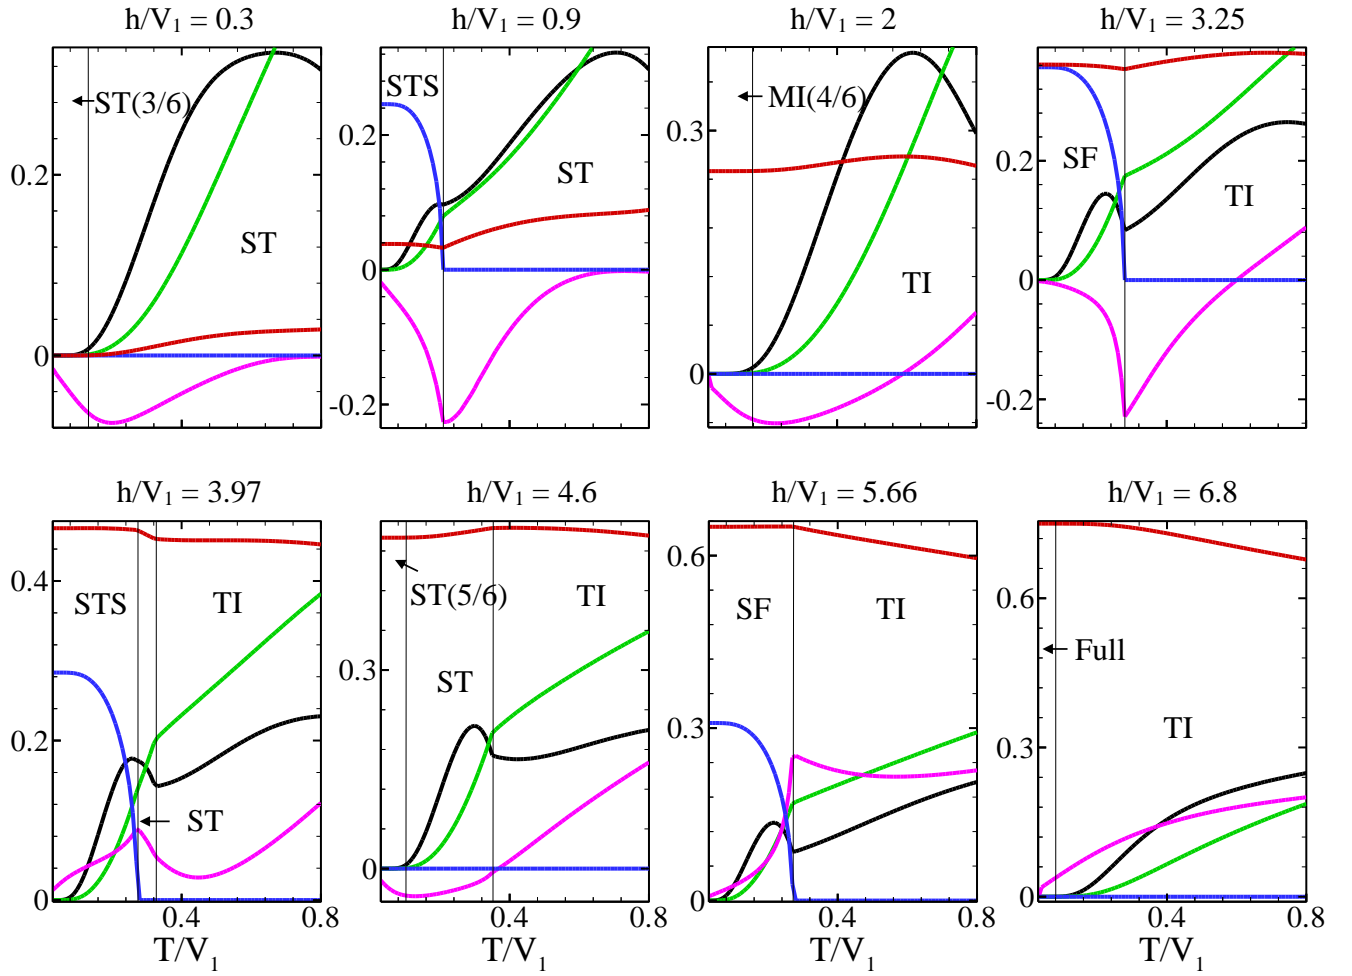 h/V₁ = 0.3
h/V₁ = 0.9
h/V₁ = 2
h/V₁ = 3.25
0.2
0
ST(3/6)
ST
0.2
0
-0.2
STS
ST
0.3
0
MI(4/6)
TI
0.2
0
-0.2
SF
TI
h/V₁ = 3.97
h/V₁ = 4.6
h/V₁ = 5.66
h/V₁ = 6.8
0.4
0.2
0
STS
TI
ST
0.4
0.8
T/V₁
0.3
0
ST(5/6)
TI
ST
0.4
0.8
T/V₁
0.6
0.3
0
SF
TI
0.4
0.8
T/V₁
0.6
0.3
0
Full
TI
0.4
0.8
T/V₁